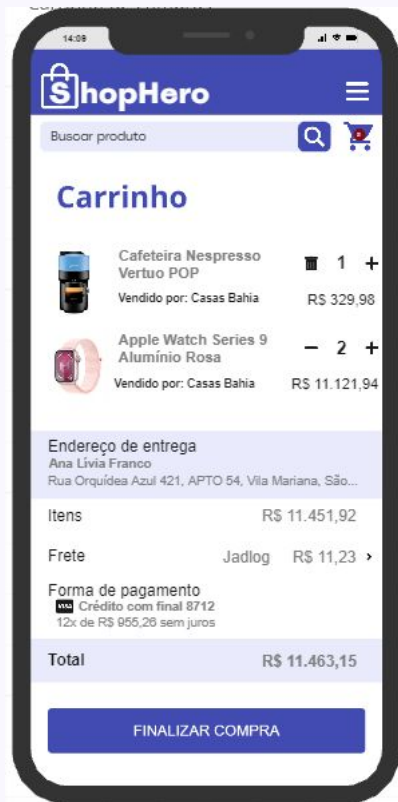 14:09
ShopHero
Buscar produto
Carrinho
Cafeteira Nespresso
Vertuo POP
1 +
Vendido por: Casas Bahia
R$ 329,98
Apple Watch Series 9
Alumínio Rosa
− 2 +
Vendido por: Casas Bahia
R$ 11.121,94
Endereço de entrega
Ana Lívia Franco
Rua Orquídea Azul 421, APTO 54, Vila Mariana, São...
Itens R$ 11.451,92
Frete Jadlog R$ 11,23 ›
Forma de pagamento
VISA Crédito com final 8712
12x de R$ 955,26 sem juros
Total R$ 11.463,15
FINALIZAR COMPRA